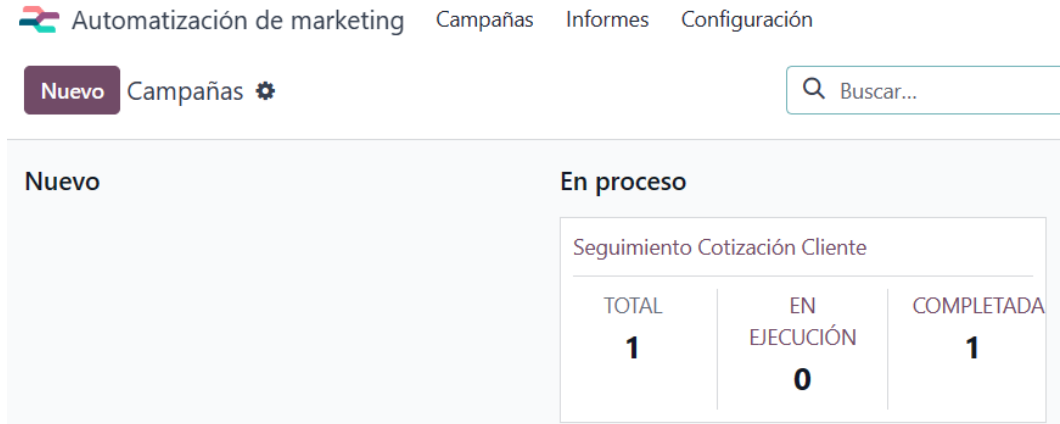 Automatización de marketing Campañas Informes Configuración
Nuevo Campañas Buscar...
Nuevo En proceso
Seguimiento Cotización Cliente
TOTAL EN COMPLETADA
EJECUCIÓN
1 1
0